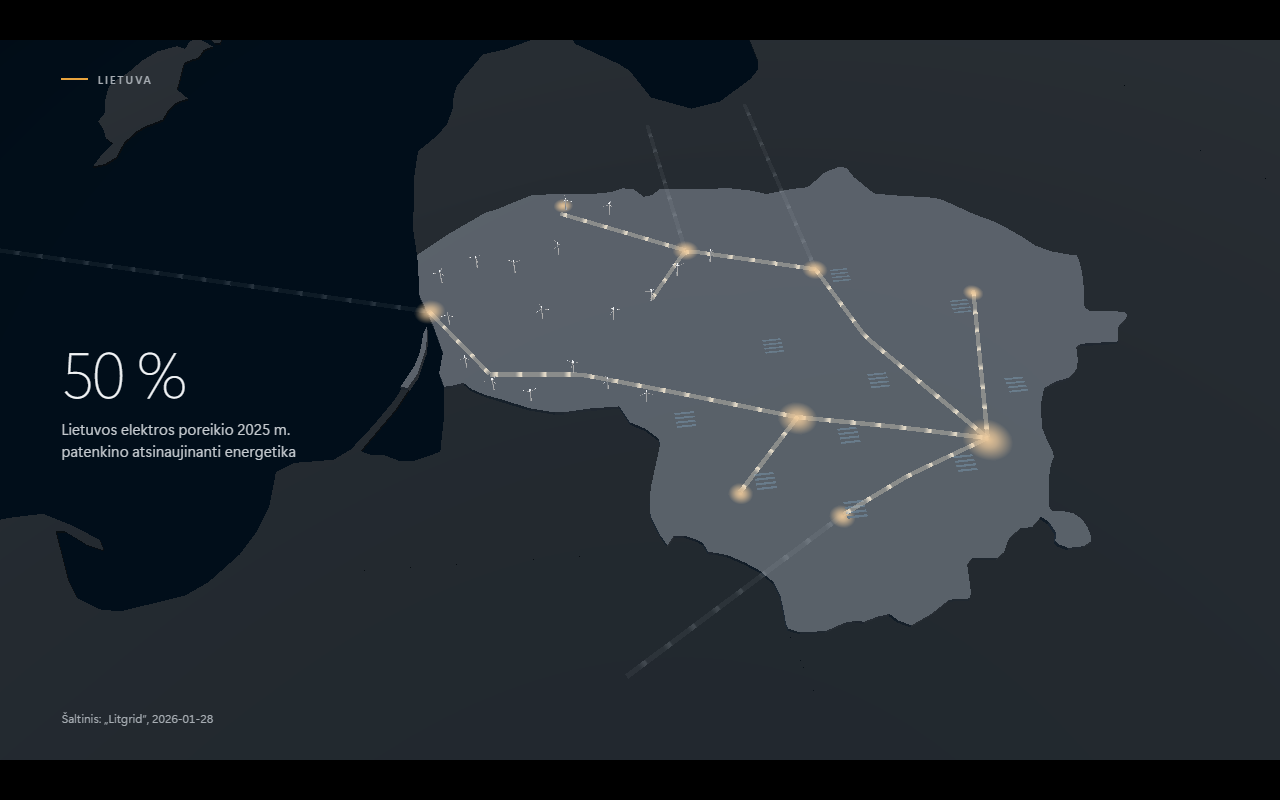 LIETUVA
50 %
Lietuvos elektros poreikio 2025 m.
patenkino atsinaujinanti energetika
Šaltinis: „Litgrid“, 2026-01-28